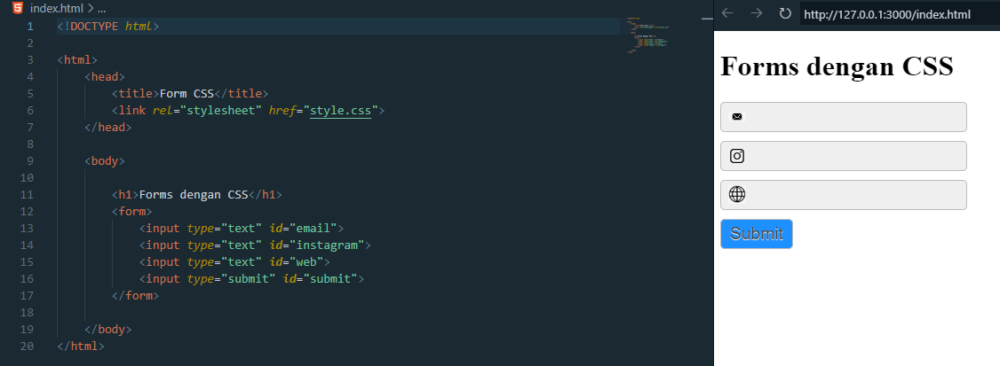 index.html > ...
1 <!DOCTYPE html>
2
3 <html>
4 <head>
5 <title>Form CSS</title>
6 <link rel="stylesheet" href="style.css">
7 </head>
8
9 <body>
10
11 <h1>Forms dengan CSS</h1>
12 <form>
13 <input type="text" id="email">
14 <input type="text" id="instagram">
15 <input type="text" id="web">
16 <input type="submit" id="submit">
17 </form>
18
19 </body>
20 </html>
http://127.0.0.1:3000/index.html
Forms dengan CSS
Submit